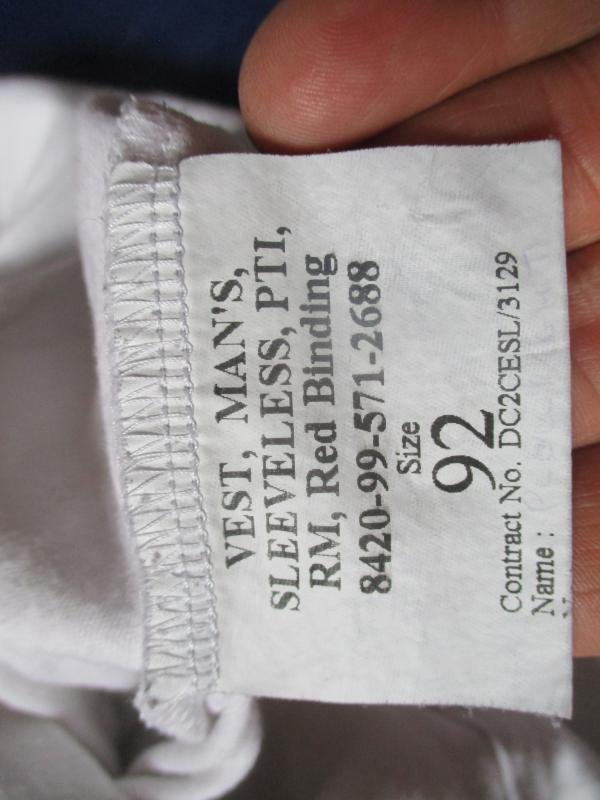 VEST, MAN'S,
SLEEVELESS, PTI,
RM, Red Binding
8420-99-571-2688
Size
92
Contract No. DC2CESL/3129
Name :